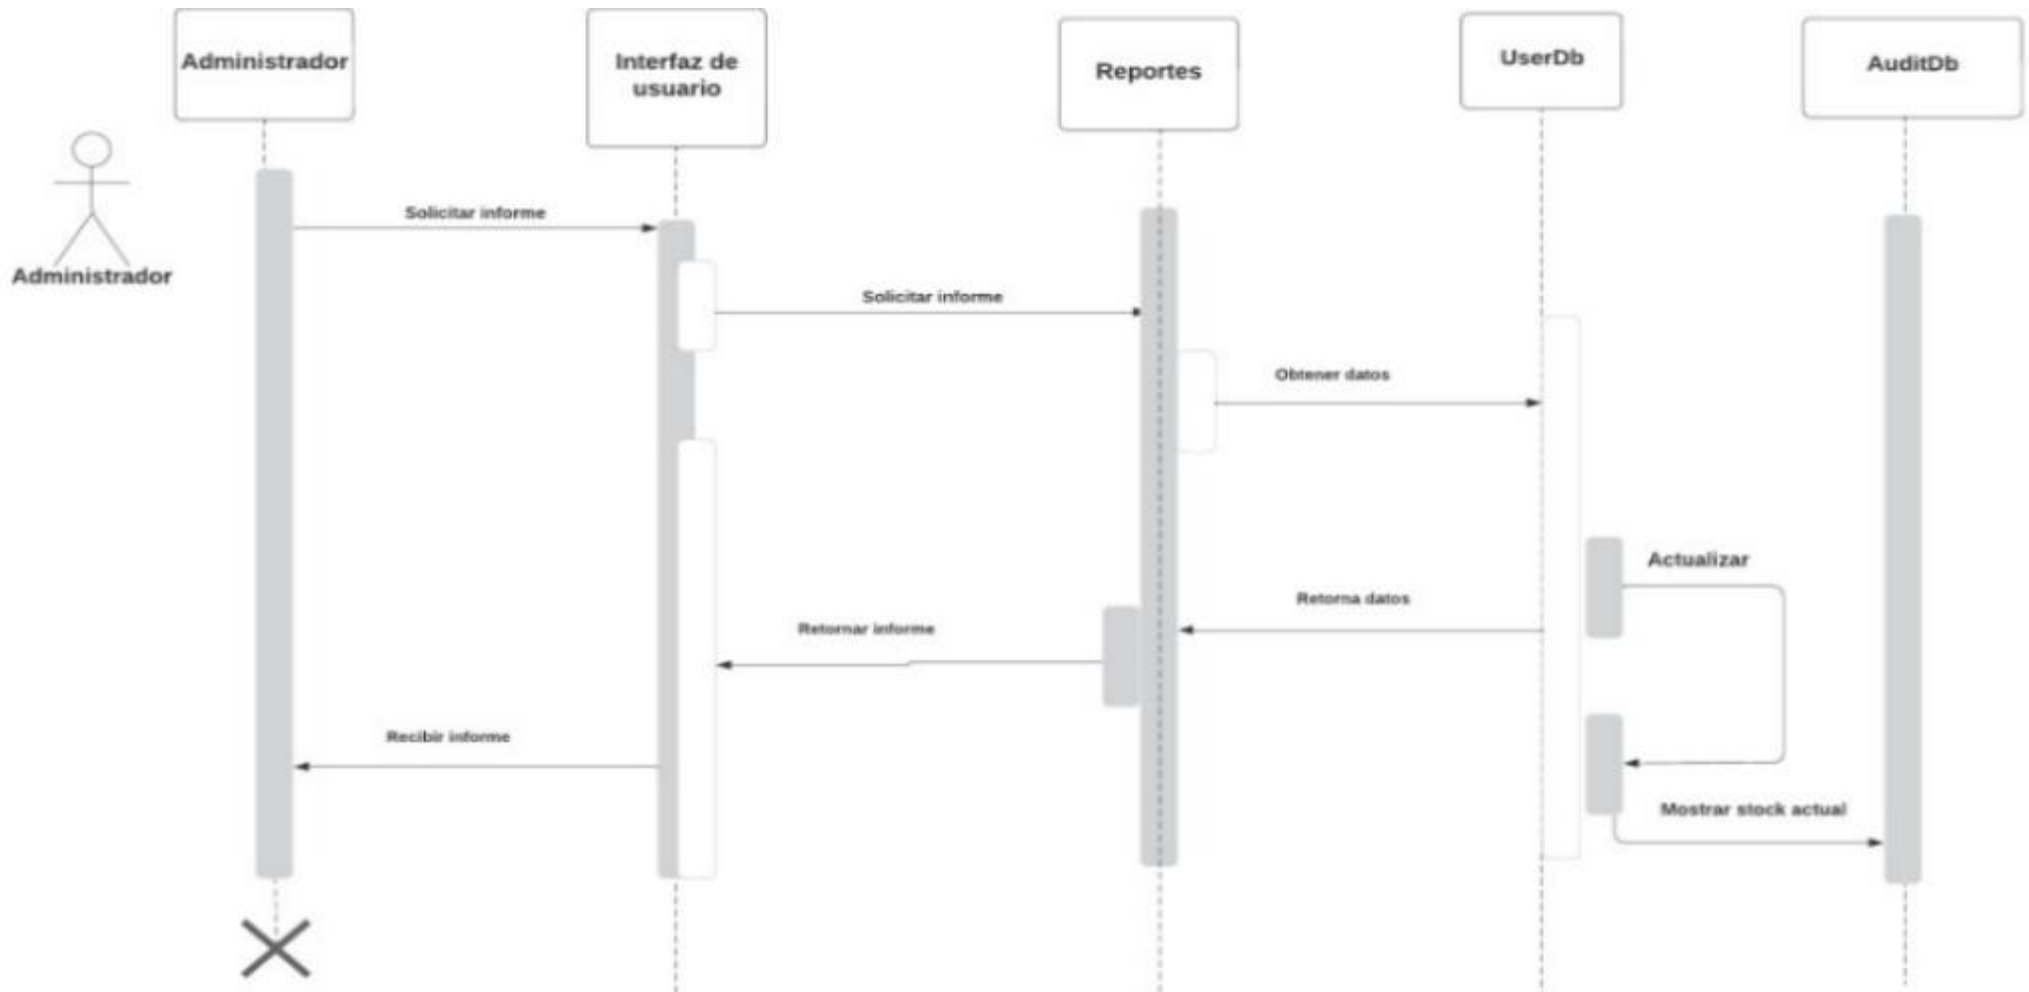 Administrador
Interfaz de
usuario
Reportes
UserDb
AuditDb
Administrador
Solicitar informe
Solicitar informe
Obtener datos
Actualizar
Retorna datos
Retornar informe
Recibir informe
Mostrar stock actual